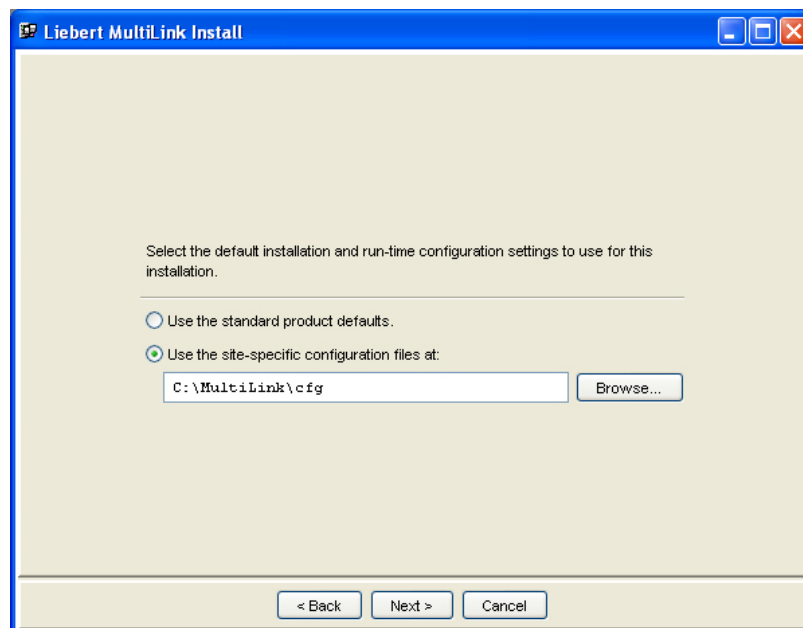 Liebert MultiLink Install
Select the default installation and run-time configuration settings to use for this
installation.
Use the standard product defaults.
Use the site-specific configuration files at:
C:\MultiLink\cfg
Browse...
< Back
Next >
Cancel